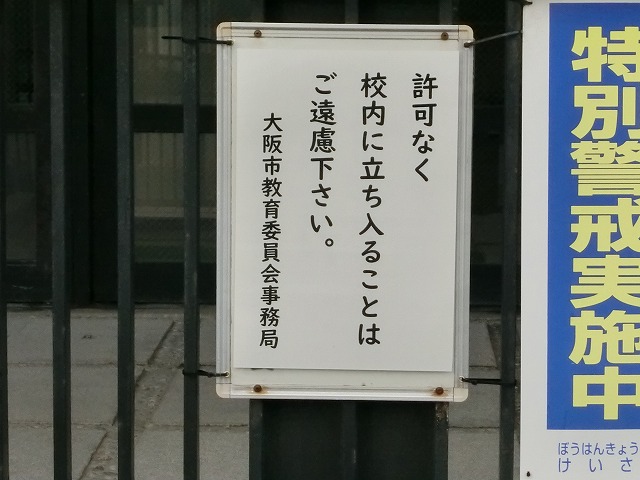 許可なく
校内に立ち入ることは
ご遠慮下さい。
大阪市教育委員会事務局
特別警戒実施中
ぼうはんきょう
けいさ